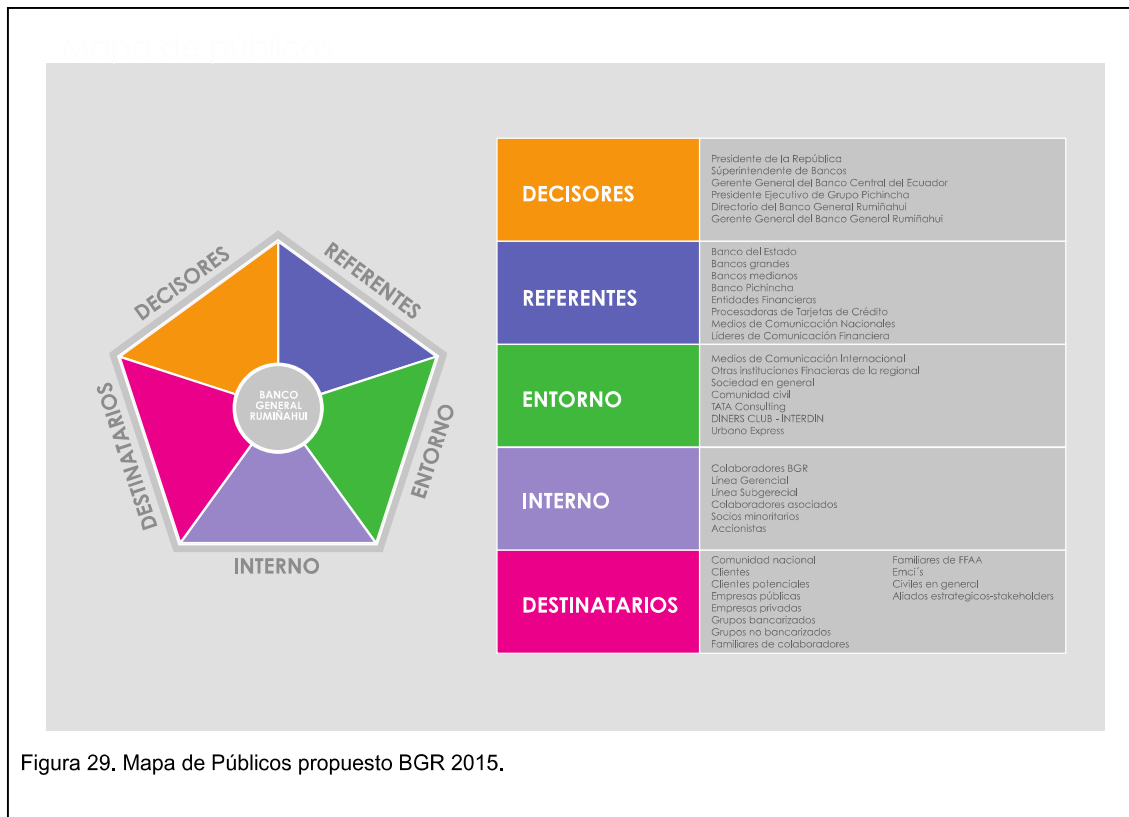 Mapa de públicos
DECISORES
REFERENTES
ENTORNO
INTERNO
DESTINATARIOS
BANCO
GENERAL
RUMIÑAHUI
DECISORES
Presidente de la República
Súperintendente de Bancos
Gerente General del Banco Central del Ecuador
Presidente Ejecutivo de Grupo Pichincha
Directorio del Banco General Rumiñahui
Gerente General del Banco General Rumiñahui
REFERENTES
Banco del Estado
Bancos grandes
Bancos medianos
Banco Pichincha
Entidades Financieras
Procesadoras de Tarjetas de Crédito
Medios de Comunicación Nacionales
Líderes de Comunicación Financiera
ENTORNO
Medios de Comunicación Internacional
Otras instituciones Finacieras de la regional
Sociedad en general
Comunidad civil
TATA Consulting
DINERS CLUB - INTERDIN
Urbano Express
INTERNO
Colaboradores BGR
Línea Gerencial
Línea Subgerecial
Colaboradores asociados
Socios minoritarios
Accionistas
DESTINATARIOS
Comunidad nacional
Clientes
Clientes potenciales
Empresas públicas
Empresas privadas
Grupos bancarizados
Grupos no bancarizados
Familiares de colaboradores
Familiares de FFAA
Emci´s
Civiles en general
Aliados estrategicos-stakeholders
Figura 29. Mapa de Públicos propuesto BGR 2015.